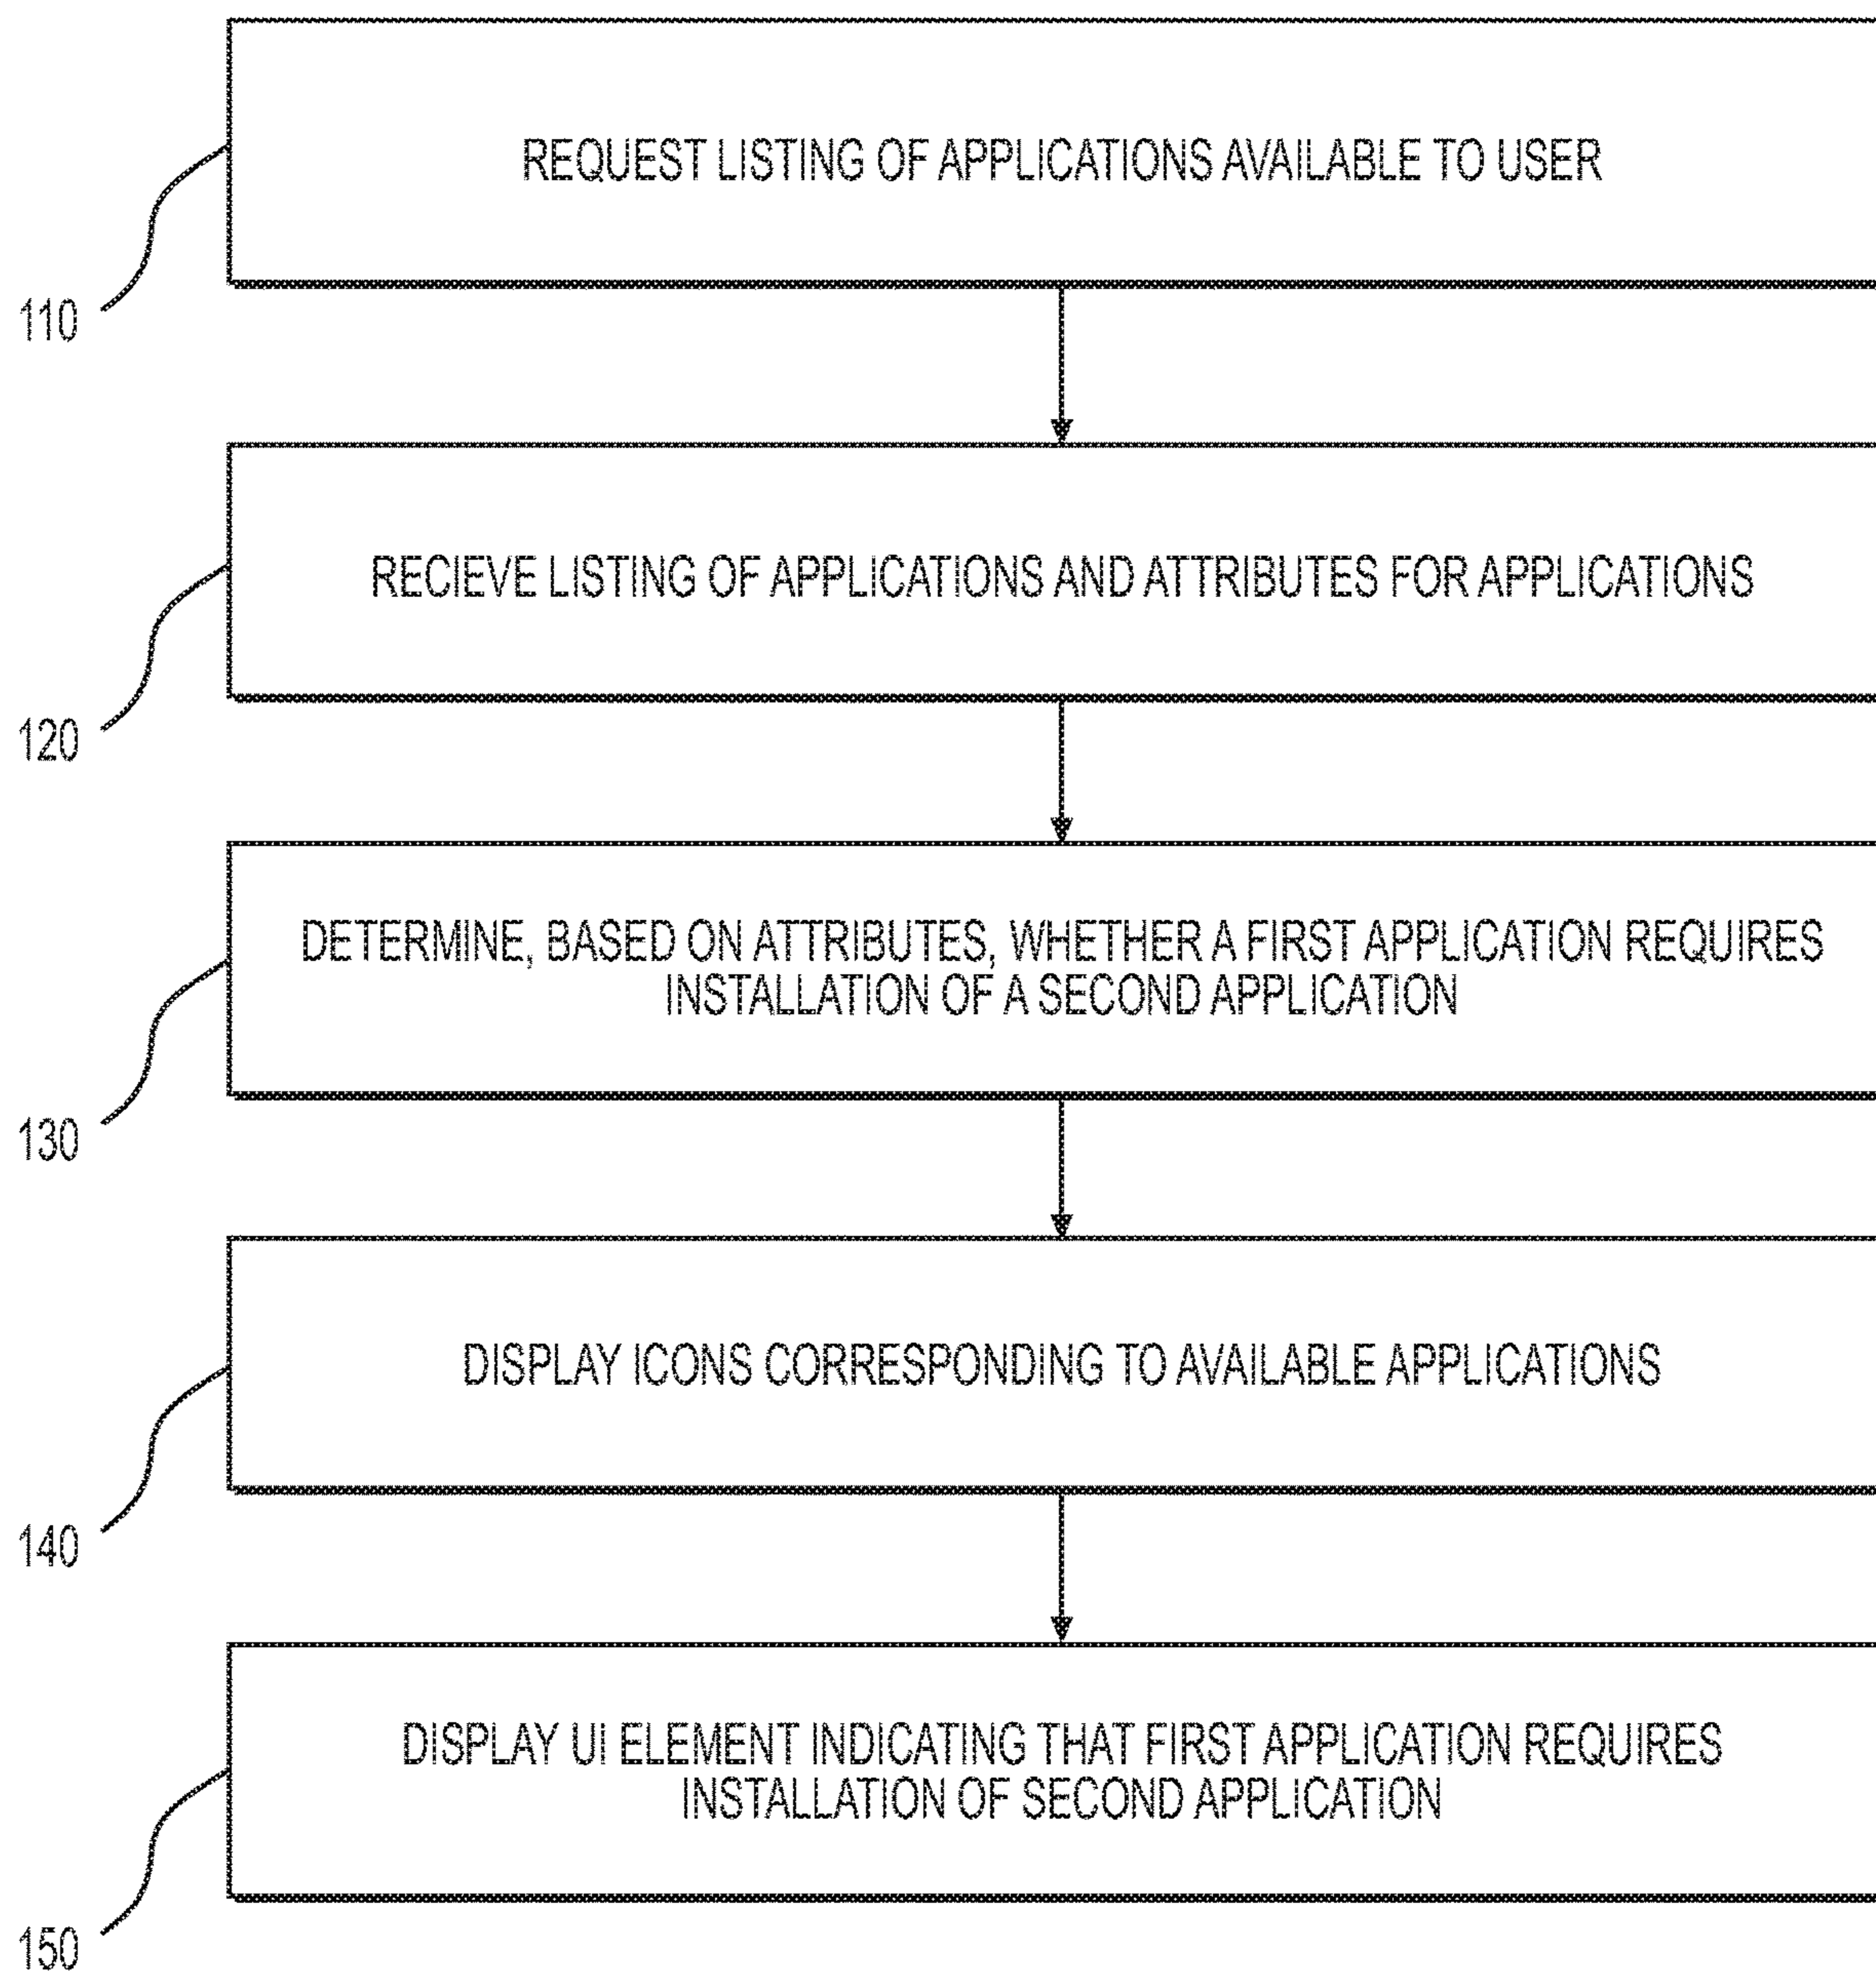 REQUEST LISTING OF APPLICATIONS AVAILABLE TO USER
110
RECIEVE LISTING OF APPLICATIONS AND ATTRIBUTES FOR APPLICATIONS
120
DETERMINE, BASED ON ATTRIBUTES, WHETHER A FIRST APPLICATION REQUIRES
INSTALLATION OF A SECOND APPLICATION
130
DISPLAY ICONS CORRESPONDING TO AVAILABLE APPLICATIONS
140
DISPLAY UI ELEMENT INDICATING THAT FIRST APPLICATION REQUIRES
INSTALLATION OF SECOND APPLICATION
150